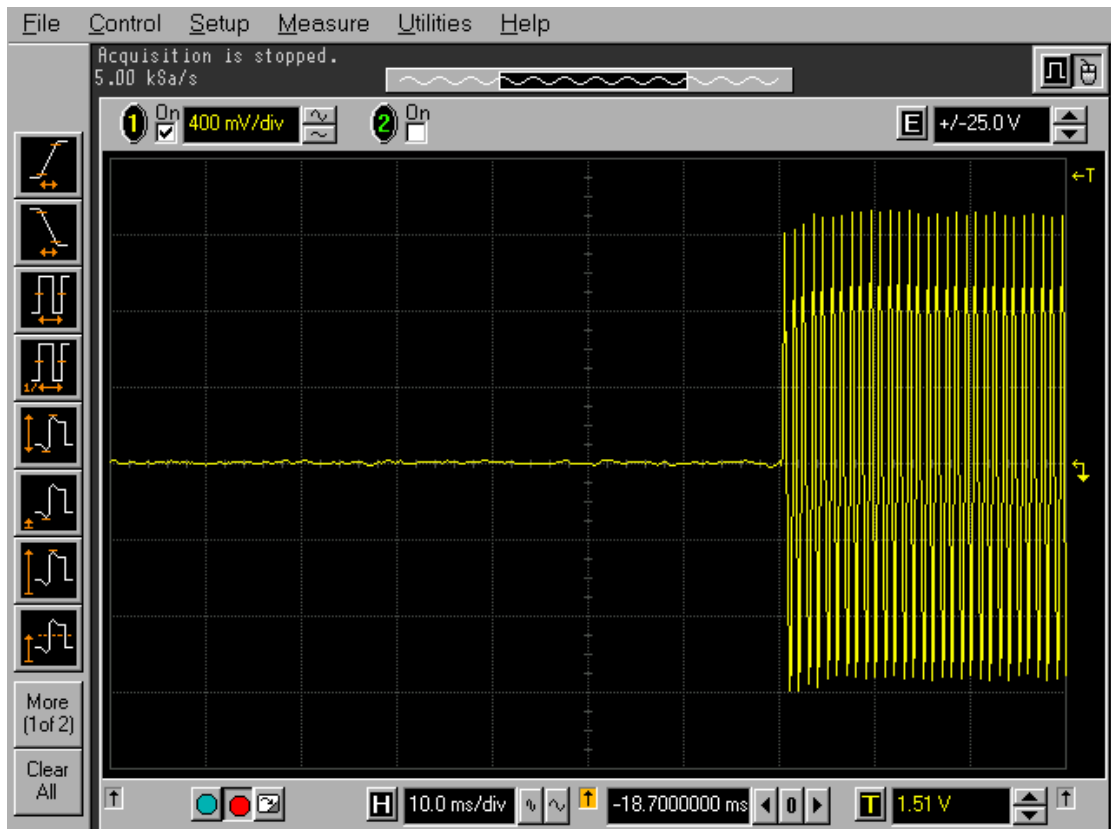 File Control Setup Measure Utilities Help
Acquisition is stopped.
5.00 kSa/s
1 On 400 mV/div 2 On E +/-25.0 V
←T
1/
More
(1of 2)
Clear
All
H 10.0 ms/div -18.7000000 ms 0 T 1.51 V